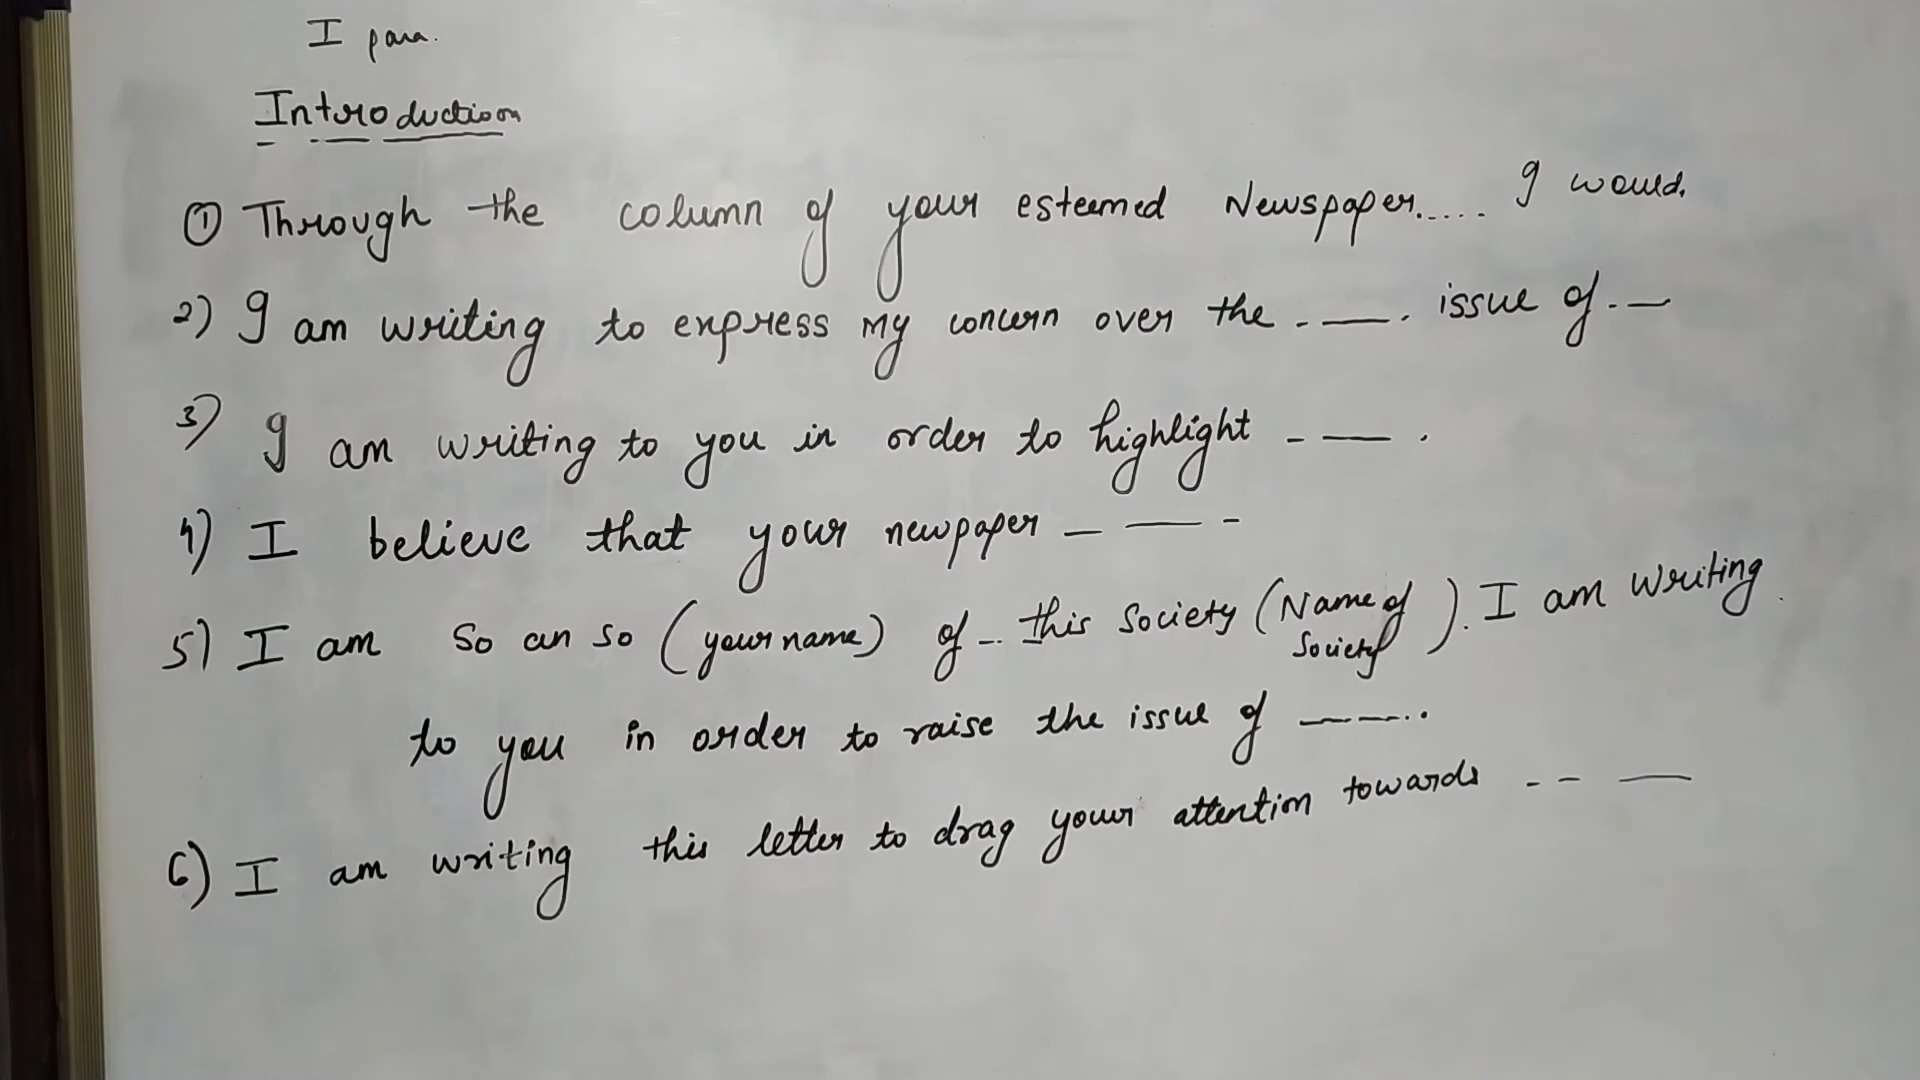 I para.
Introduction
① Through the column of your esteemed Newspaper..... I would.
2) I am writing to express my concern over the - — . issue of . —
3) I am writing to you in order to highlight - — .
4) I believe that your newpaper — — -
5) I am so an so (your name) of -- this society (Name of Society). I am writing.
to you in order to raise the issue of — — ..
6) I am writing this letter to drag your attention towards - - —